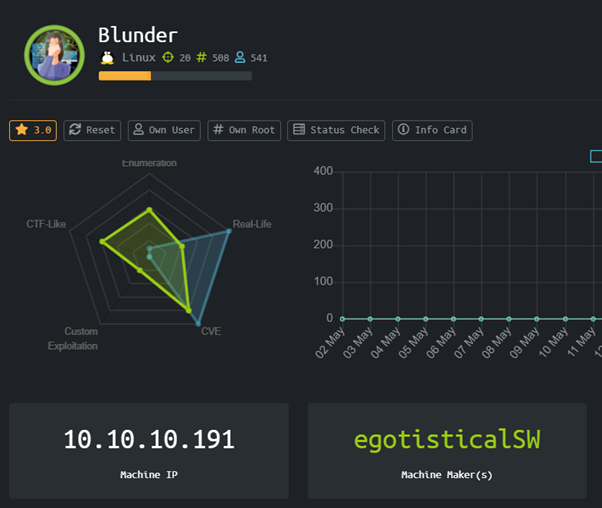 Blunder
Linux 20 # 508 541
3.0 Reset Own User # Own Root Status Check Info Card
Enumeration
CTF-Like
Real-Life
Custom
Exploitation
CVE
400
300
200
100
0
02 May
03 May
04 May
05 May
06 May
07 May
08 May
09 May
10 May
11 May
10.10.10.191
Machine IP
egotisticalSW
Machine Maker(s)